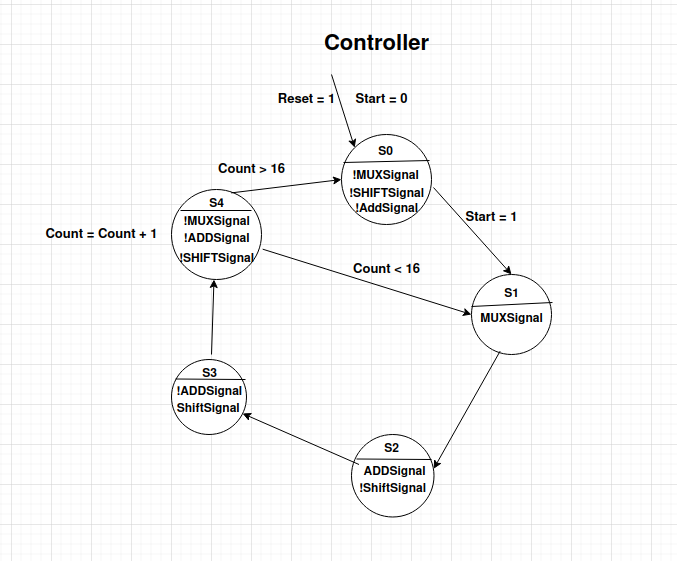 Controller
Reset = 1
Start = 0
S0
!MUXSignal
!SHIFTSignal
!AddSignal
Count > 16
S4
!MUXSignal
!ADDSignal
!SHIFTSignal
Count = Count + 1
Start = 1
Count < 16
S1
MUXSignal
S3
!ADDSignal
ShiftSignal
S2
ADDSignal
!ShiftSignal